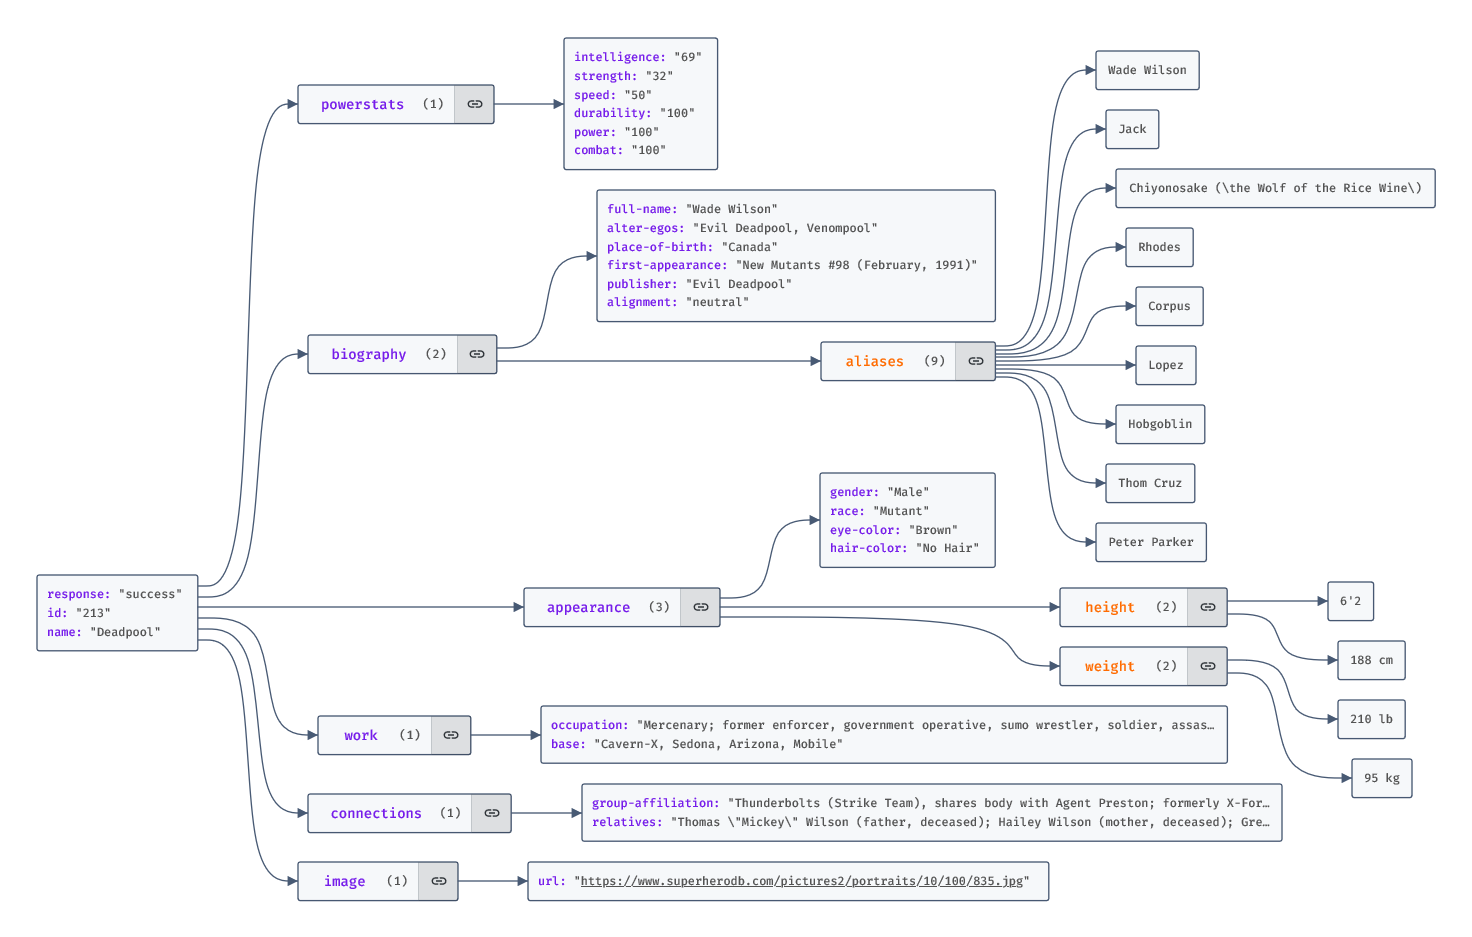 response: "success"
id: "213"
name: "Deadpool"
powerstats (1)
intelligence: "69"
strength: "32"
speed: "50"
durability: "100"
power: "100"
combat: "100"
biography (2)
full-name: "Wade Wilson"
alter-egos: "Evil Deadpool, Venompool"
place-of-birth: "Canada"
first-appearance: "New Mutants #98 (February, 1991)"
publisher: "Evil Deadpool"
alignment: "neutral"
aliases (9)
Wade Wilson
Jack
Chiyonosake (\the Wolf of the Rice Wine\)
Rhodes
Corpus
Lopez
Hobgoblin
Thom Cruz
Peter Parker
appearance (3)
gender: "Male"
race: "Mutant"
eye-color: "Brown"
hair-color: "No Hair"
height (2)
6'2
188 cm
weight (2)
210 lb
95 kg
work (1)
occupation: "Mercenary; former enforcer, government operative, sumo wrestler, soldier, assas…
base: "Cavern-X, Sedona, Arizona, Mobile"
connections (1)
group-affiliation: "Thunderbolts (Strike Team), shares body with Agent Preston; formerly X-For…
relatives: "Thomas \"Mickey\" Wilson (father, deceased); Hailey Wilson (mother, deceased); Gre…
image (1)
url: "https://www.superherodb.com/pictures2/portraits/10/100/835.jpg"